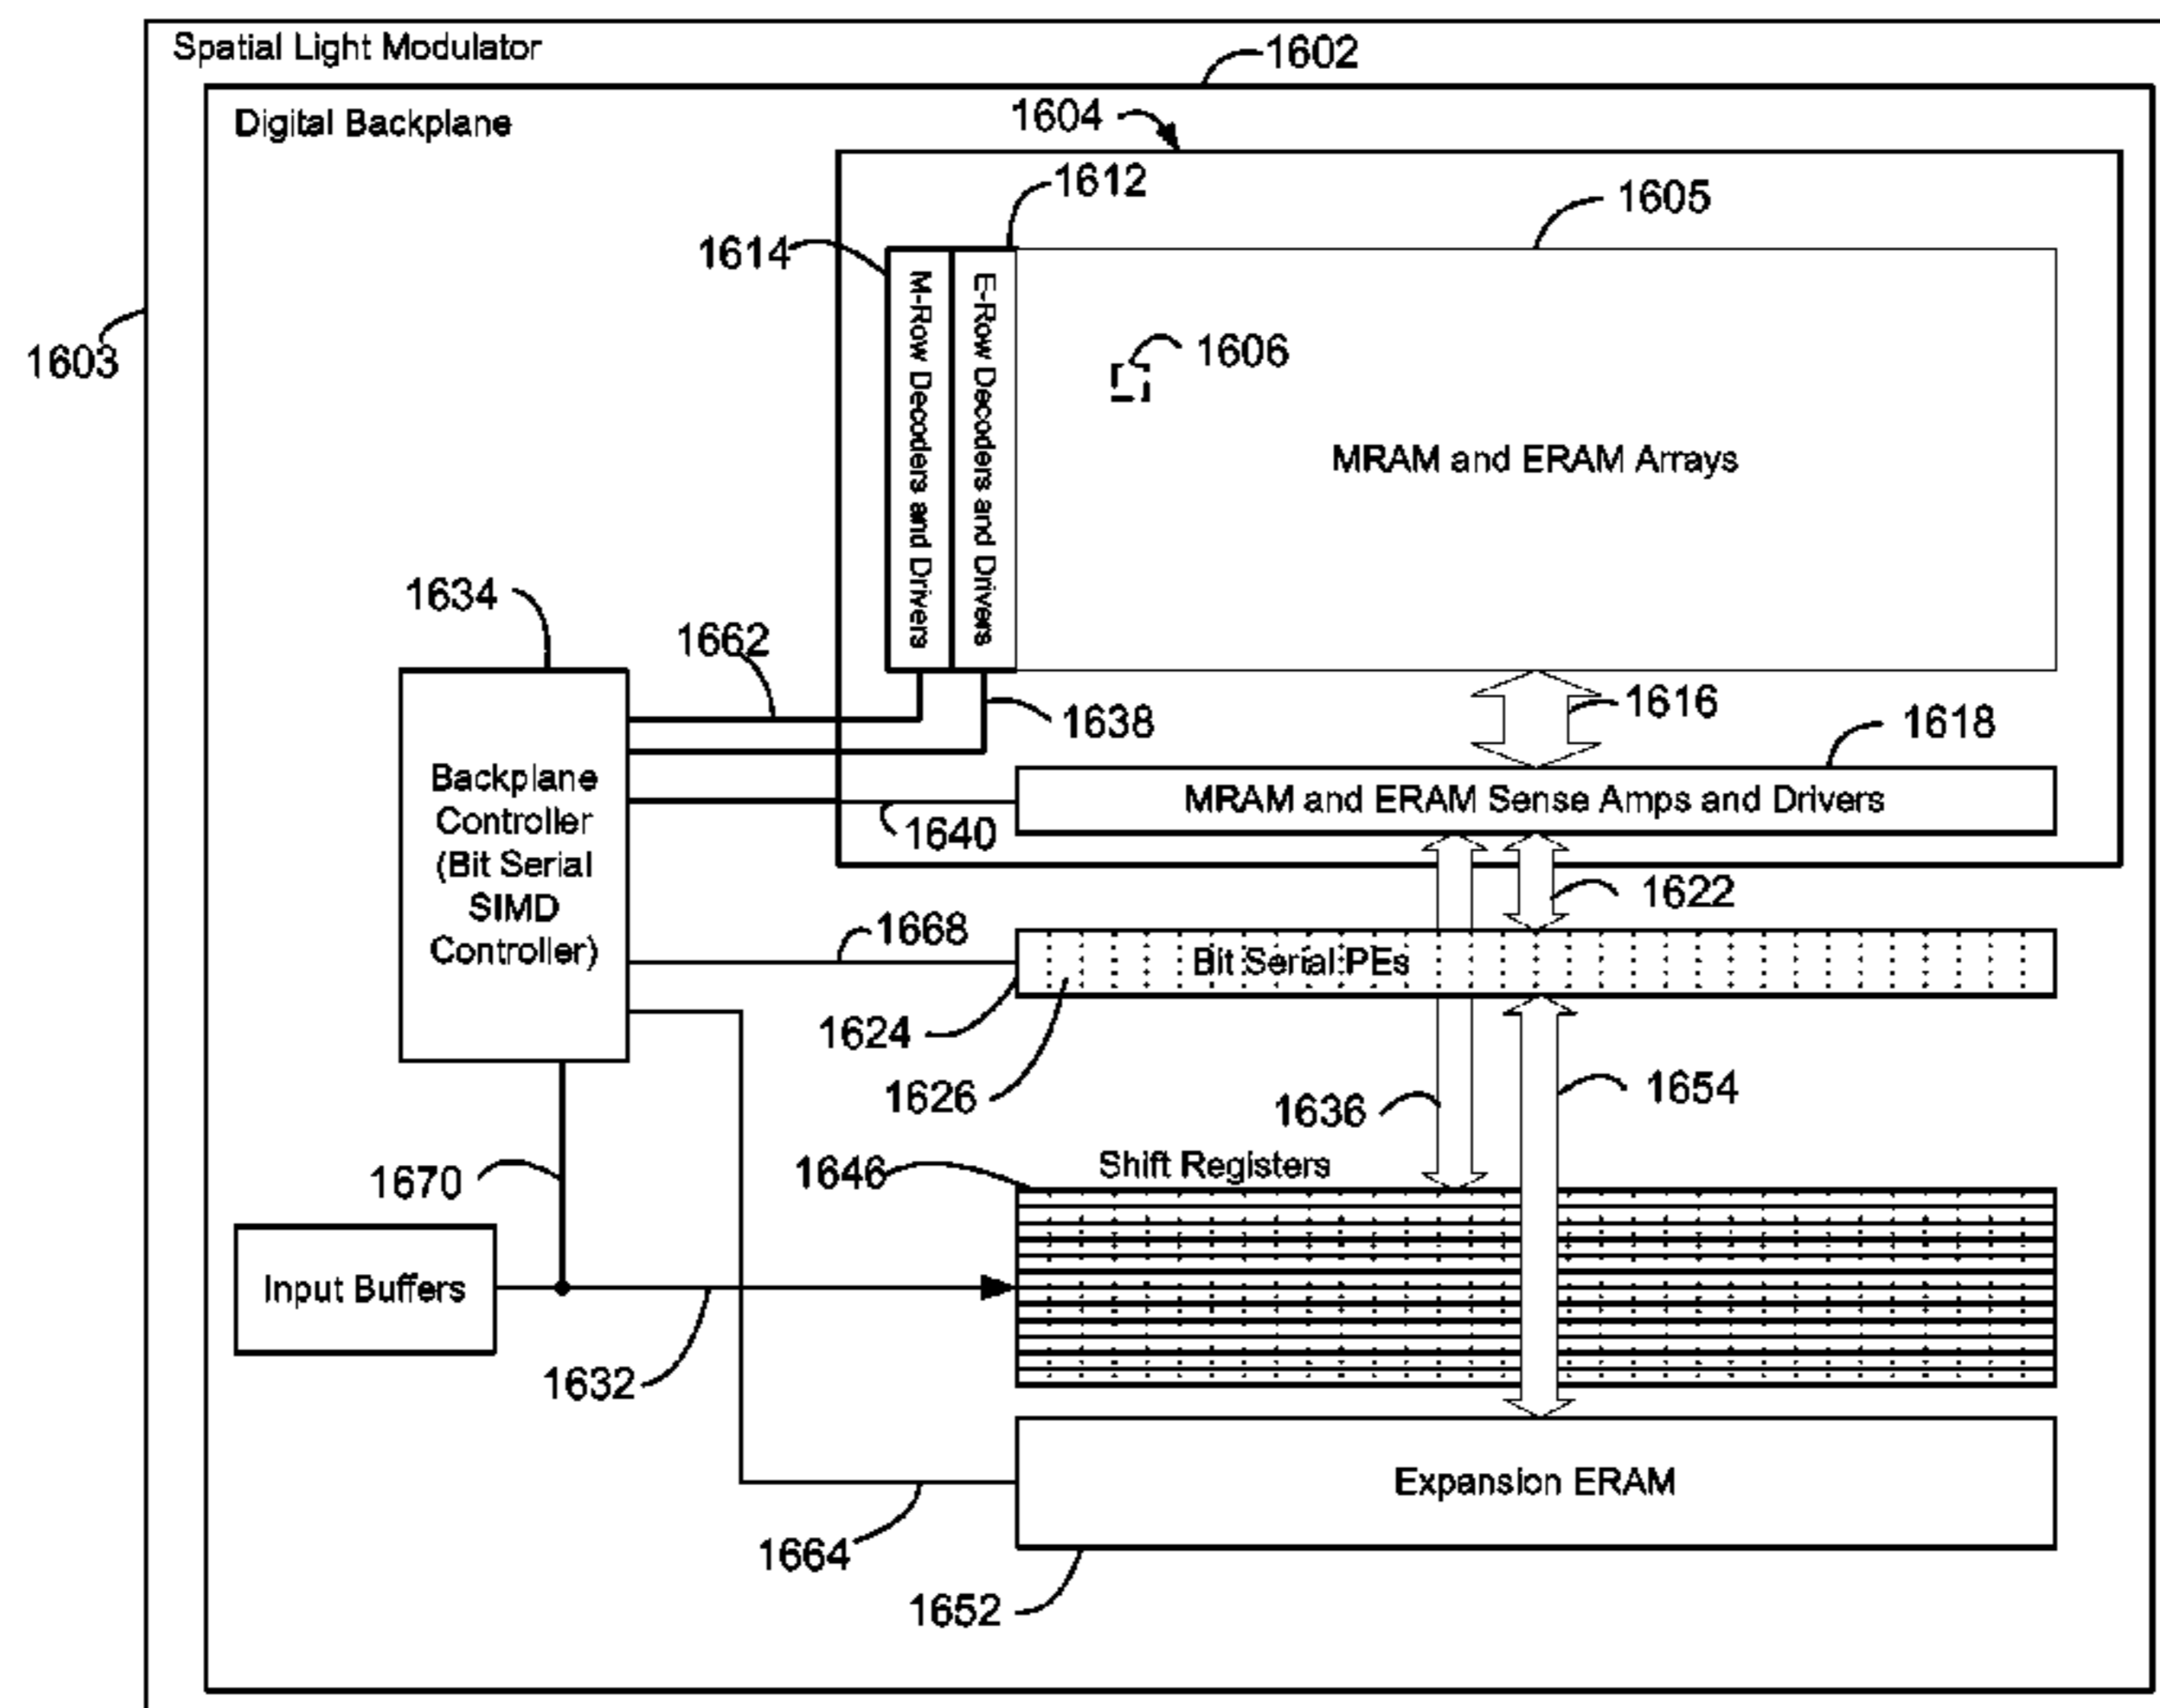 Spatial Light Modulator
1602
Digital Backplane
1604
1612
1605
1614
1603
M-Row Decoders and Drivers
E-Row Decoders and Drivers
1606
MRAM and ERAM Arrays
1634
1662
1638
1616
1618
Backplane
Controller
(Bit Serial
SIMD
Controller)
MRAM and ERAM Sense Amps and Drivers
1640
1622
1668
Bit Serial PEs
1624
1626
1636
1654
1670
1646
Shift Registers
Input Buffers
1632
Expansion ERAM
1664
1652